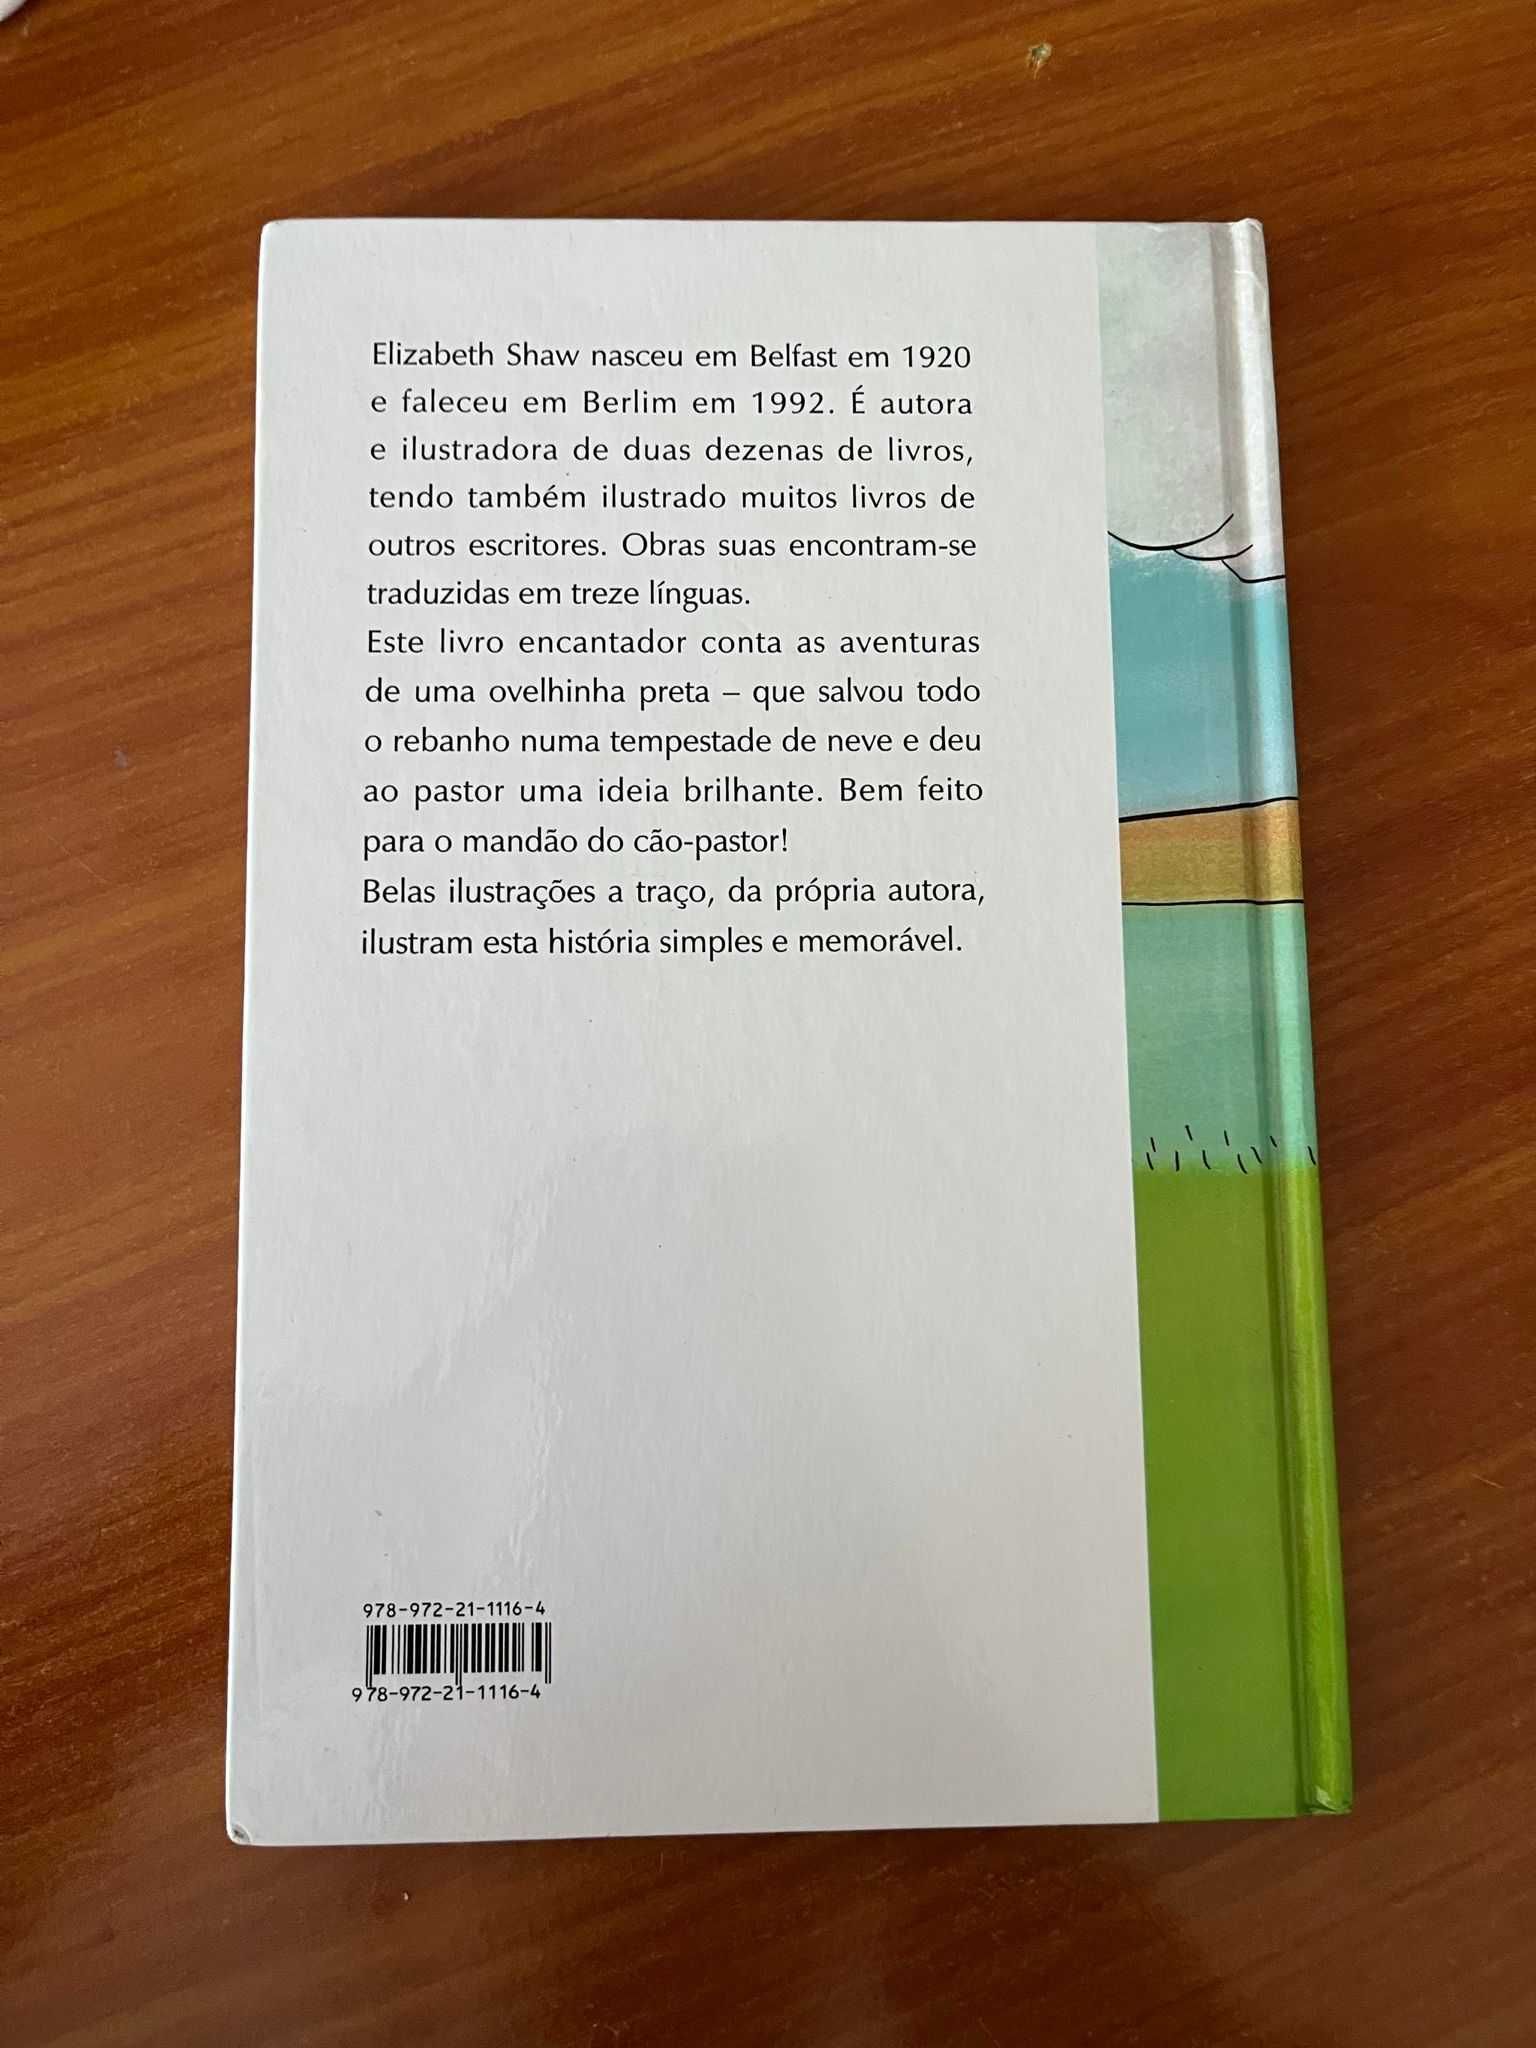 Elizabeth Shaw nasceu em Belfast em 1920
e faleceu em Berlim em 1992. É autora
e ilustradora de duas dezenas de livros,
tendo também ilustrado muitos livros de
outros escritores. Obras suas encontram-se
traduzidas em treze línguas.
Este livro encantador conta as aventuras
de uma ovelhinha preta – que salvou todo
o rebanho numa tempestade de neve e deu
ao pastor uma ideia brilhante. Bem feito
para o mandão do cão-pastor!
Belas ilustrações a traço, da própria autora,
ilustram esta história simples e memorável.
978-972-21-1116-4
978-972-21-1116-4